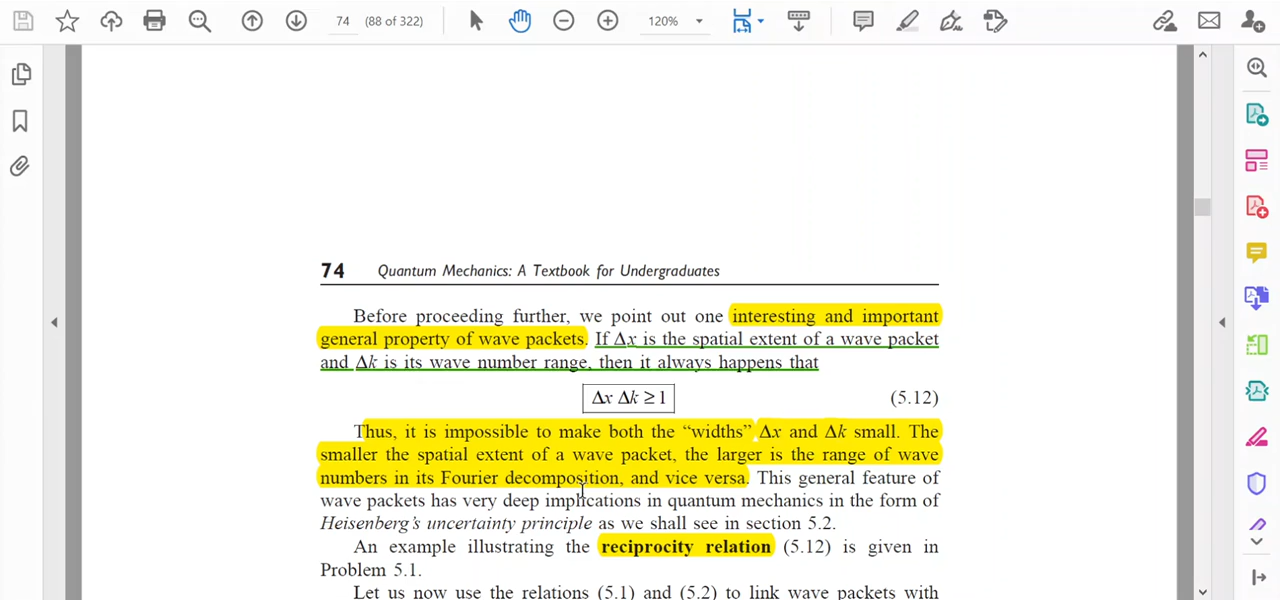 74 (88 of 322) 120%
74 Quantum Mechanics: A Textbook for Undergraduates
Before proceeding further, we point out one interesting and important
general property of wave packets. If Δx is the spatial extent of a wave packet
and Δk is its wave number range, then it always happens that
Δx Δk ≥ 1 (5.12)
Thus, it is impossible to make both the “widths” Δx and Δk small. The
smaller the spatial extent of a wave packet, the larger is the range of wave
numbers in its Fourier decomposition, and vice versa. This general feature of
wave packets has very deep implications in quantum mechanics in the form of
Heisenberg's uncertainty principle as we shall see in section 5.2.
An example illustrating the reciprocity relation (5.12) is given in
Problem 5.1.
Let us now use the relations (5.1) and (5.2) to link wave packets with